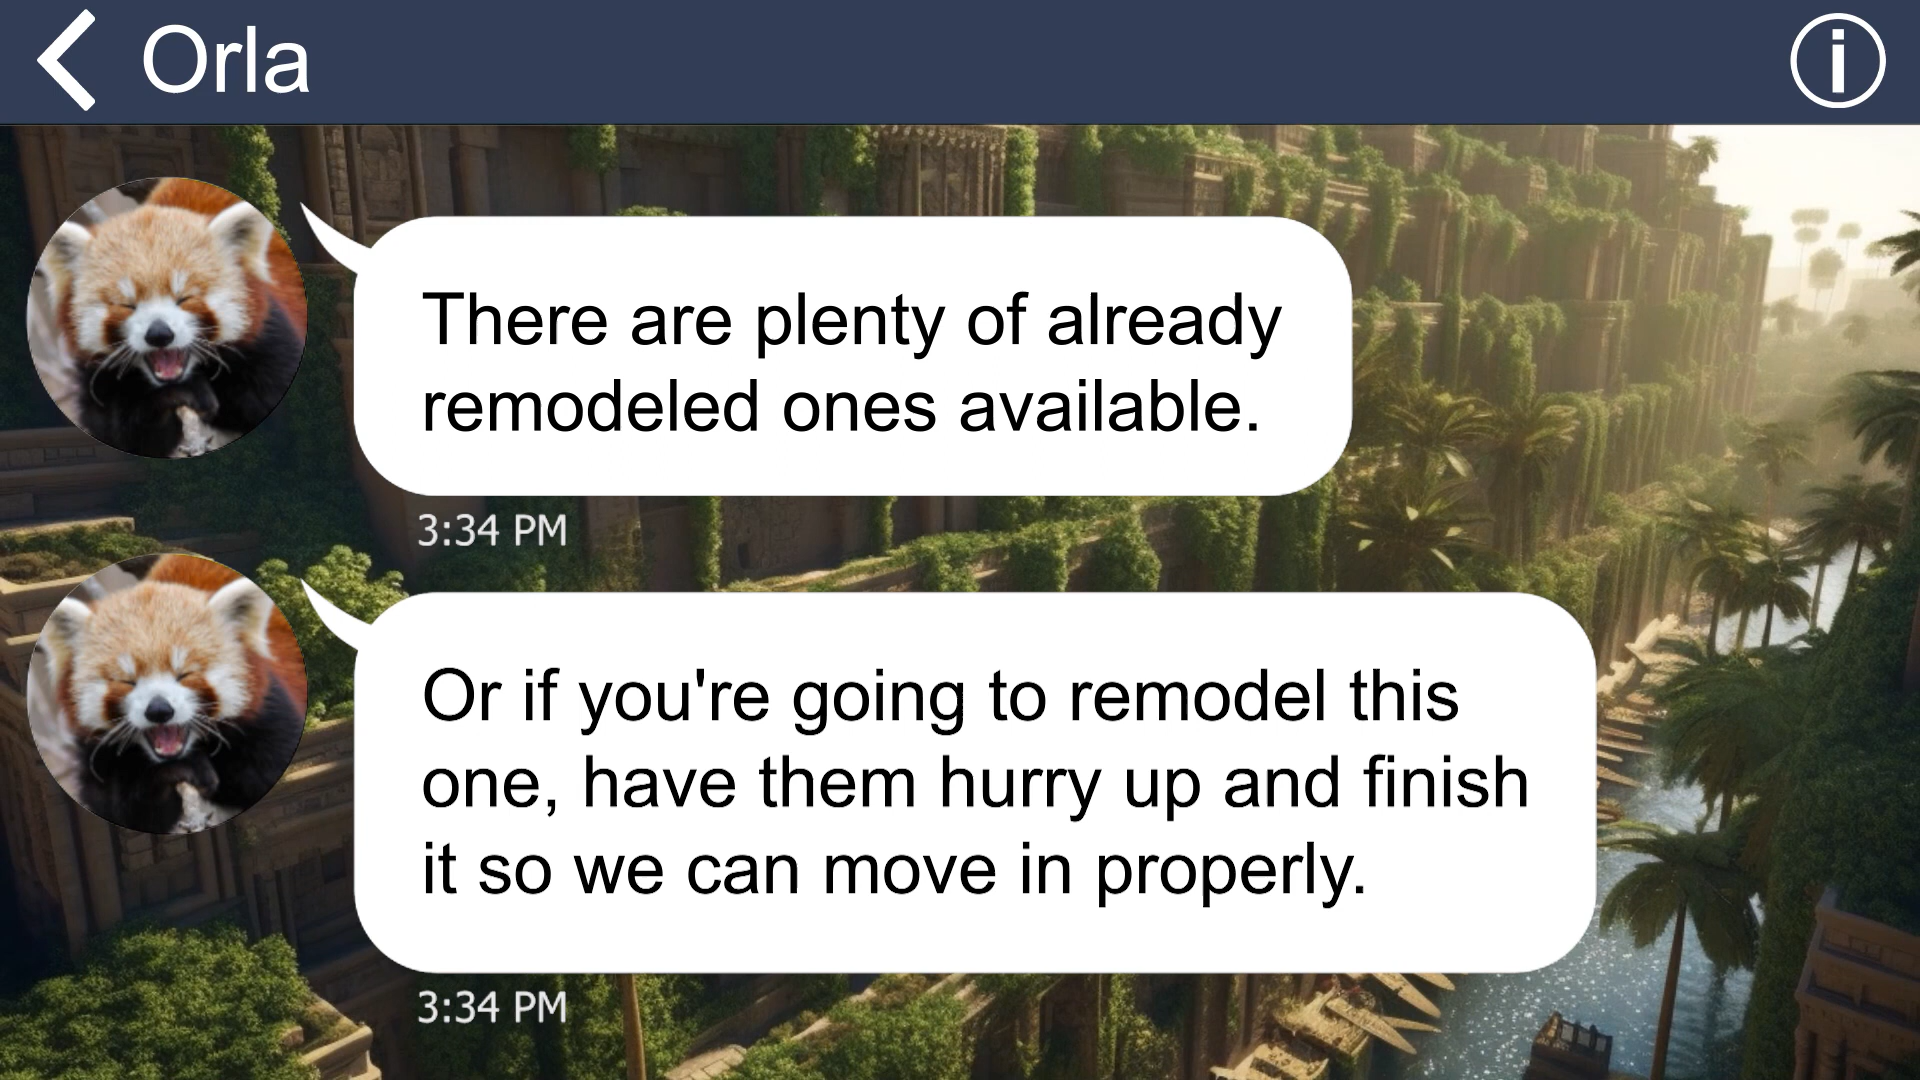 Orla
There are plenty of already
remodeled ones available.
3:34 PM
Or if you're going to remodel this
one, have them hurry up and finish
it so we can move in properly.
3:34 PM